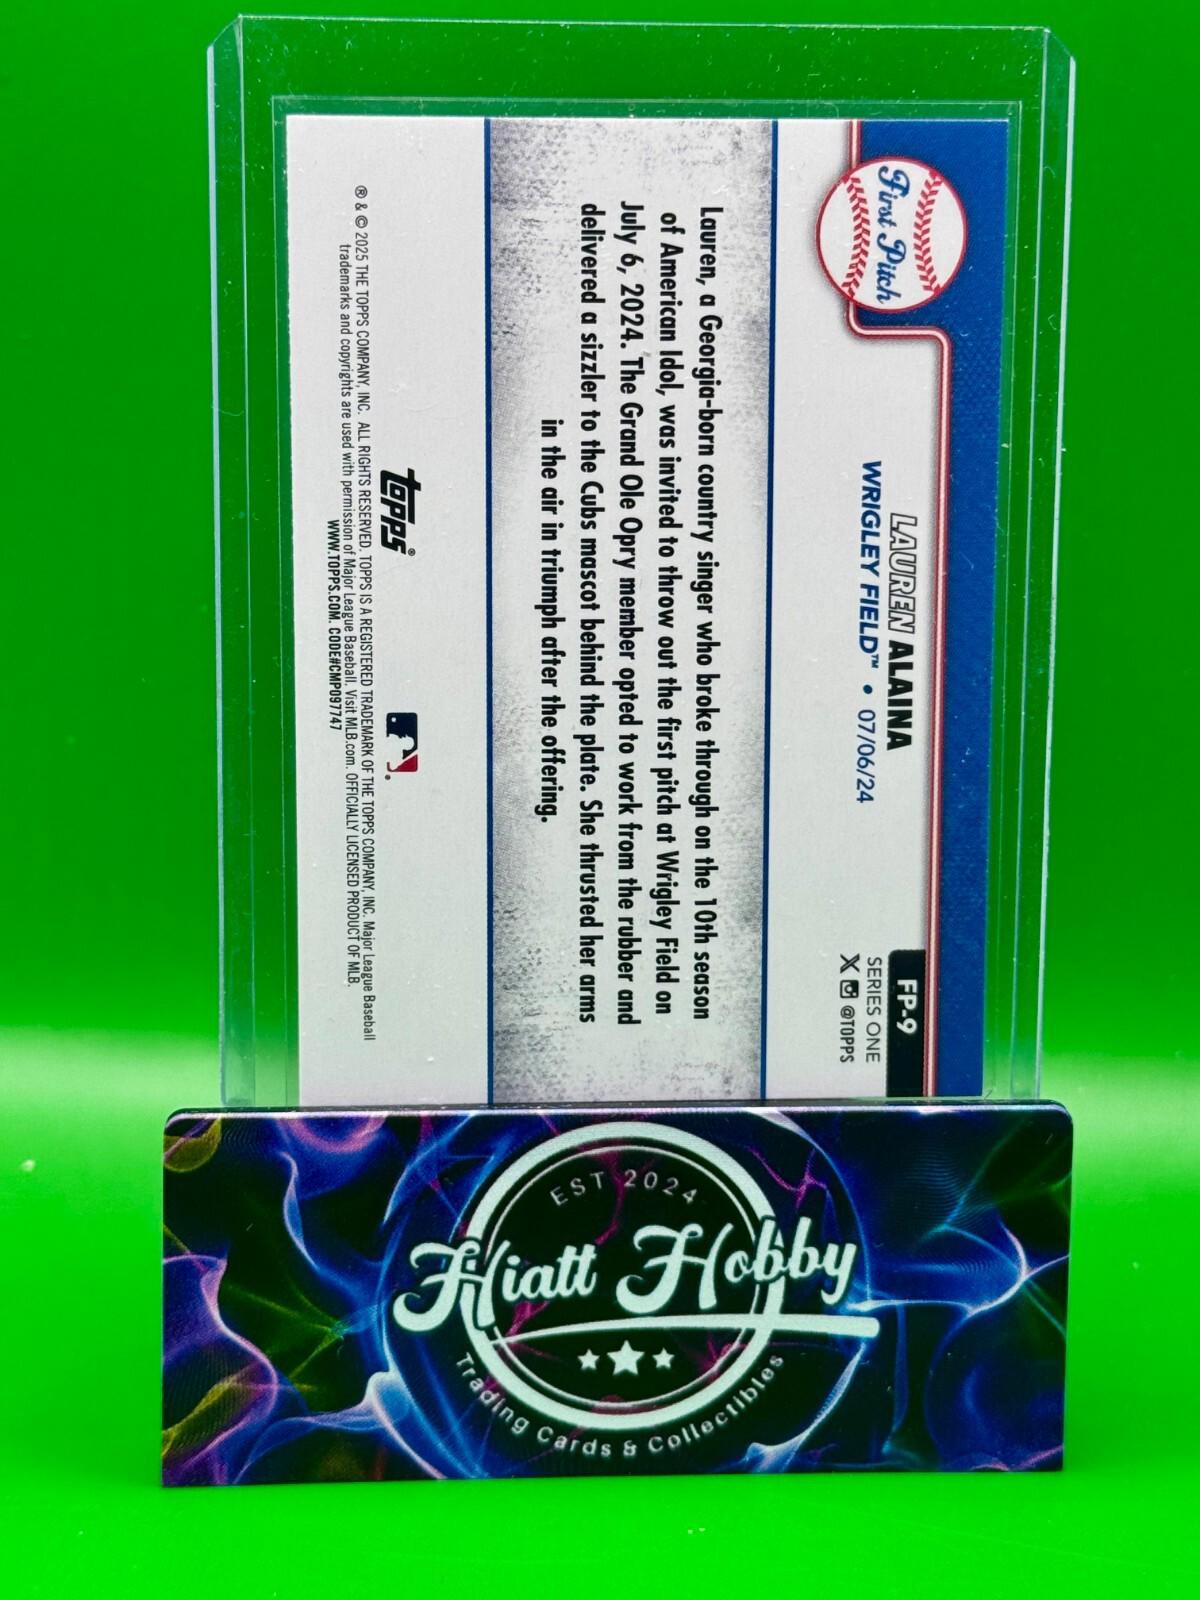 First Pitch
LAUREN ALAINA
WRIGLEY FIELD™ • 07/06/24
FP-9
SERIES ONE
X @TOPPS
Lauren, a Georgia-born country singer who broke through on the 10th season
of American Idol, was invited to throw out the first pitch at Wrigley Field on
July 6, 2024. The Grand Ole Opry member opted to work from the rubber and
delivered a sizzler to the Cubs mascot behind the plate. She thrusted her arms
in the air in triumph after the offering.
topps®
® & © 2025 THE TOPPS COMPANY, INC. ALL RIGHTS RESERVED. TOPPS IS A REGISTERED TRADEMARK OF THE TOPPS COMPANY, INC. Major League Baseball
trademarks and copyrights are used with permission of Major League Baseball. Visit MLB.com. OFFICIALLY LICENSED PRODUCT OF MLB.
WWW.TOPPS.COM. CODE#CMP097747
EST 2024
Hiatt Hobby
Trading Cards & Collectibles